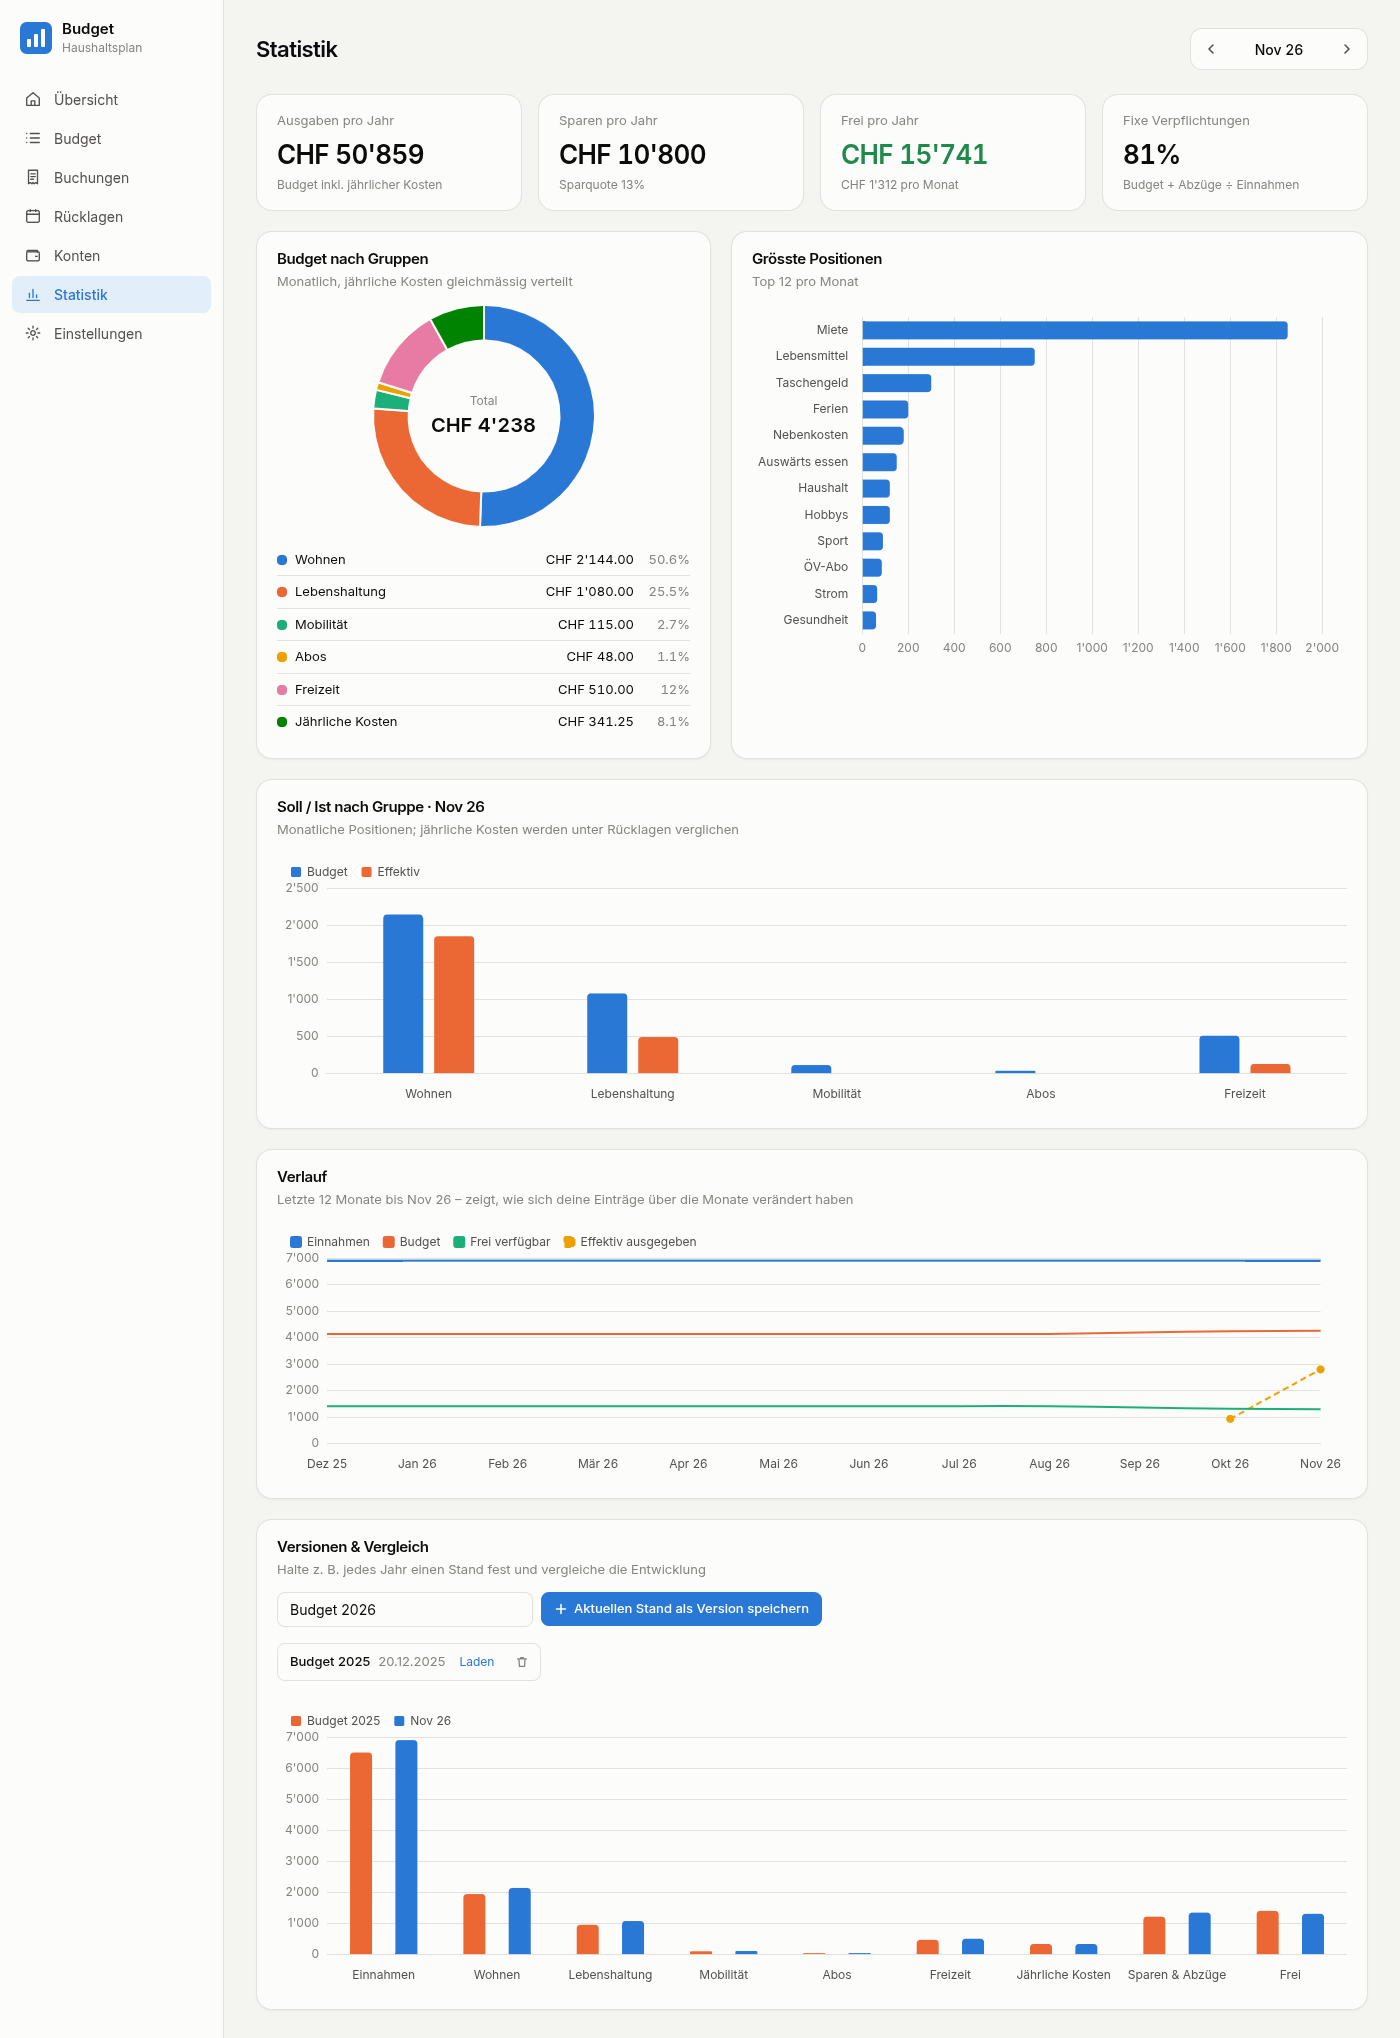 Budget
Haushaltsplan
Übersicht
Budget
Buchungen
Rücklagen
Konten
Statistik
Einstellungen
Statistik
Nov 26
Ausgaben pro Jahr
CHF 50'859
Budget inkl. jährlicher Kosten
Sparen pro Jahr
CHF 10'800
Sparquote 13%
Frei pro Jahr
CHF 15'741
CHF 1'312 pro Monat
Fixe Verpflichtungen
81%
Budget + Abzüge ÷ Einnahmen
Budget nach Gruppen
Monatlich, jährliche Kosten gleichmässig verteilt
Total
CHF 4'238
Wohnen CHF 2'144.00 50.6%
Lebenshaltung CHF 1'080.00 25.5%
Mobilität CHF 115.00 2.7%
Abos CHF 48.00 1.1%
Freizeit CHF 510.00 12%
Jährliche Kosten CHF 341.25 8.1%
Grösste Positionen
Top 12 pro Monat
Miete
Lebensmittel
Taschengeld
Ferien
Nebenkosten
Auswärts essen
Haushalt
Hobbys
Sport
ÖV-Abo
Strom
Gesundheit
0 200 400 600 800 1'000 1'200 1'400 1'600 1'800 2'000
Soll / Ist nach Gruppe · Nov 26
Monatliche Positionen; jährliche Kosten werden unter Rücklagen verglichen
Budget Effektiv
2'500
2'000
1'500
1'000
500
0
Wohnen Lebenshaltung Mobilität Abos Freizeit
Verlauf
Letzte 12 Monate bis Nov 26 – zeigt, wie sich deine Einträge über die Monate verändert haben
Einnahmen Budget Frei verfügbar Effektiv ausgegeben
7'000
6'000
5'000
4'000
3'000
2'000
1'000
0
Dez 25 Jan 26 Feb 26 Mär 26 Apr 26 Mai 26 Jun 26 Jul 26 Aug 26 Sep 26 Okt 26 Nov 26
Versionen & Vergleich
Halte z. B. jedes Jahr einen Stand fest und vergleiche die Entwicklung
Budget 2026
+ Aktuellen Stand als Version speichern
Budget 2025 20.12.2025 Laden
Budget 2025 Nov 26
7'000
6'000
5'000
4'000
3'000
2'000
1'000
0
Einnahmen Wohnen Lebenshaltung Mobilität Abos Freizeit Jährliche Kosten Sparen & Abzüge Frei